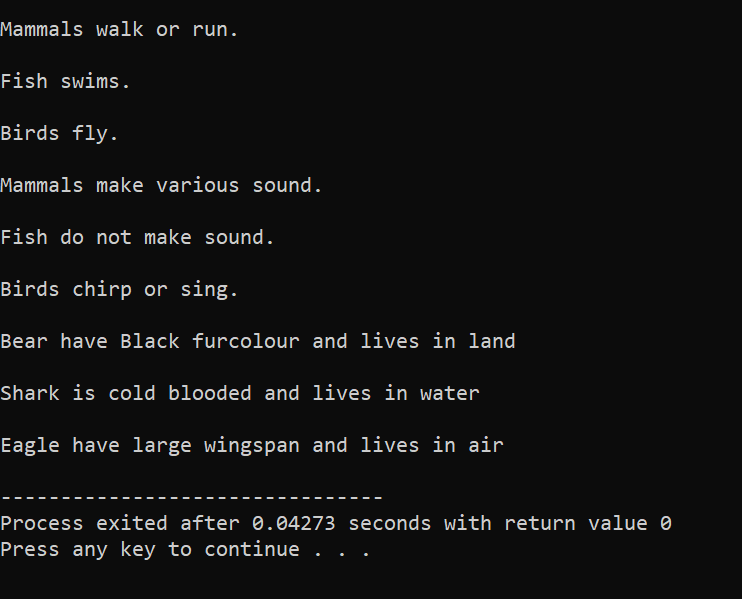 Mammals walk or run.
Fish swims.
Birds fly.
Mammals make various sound.
Fish do not make sound.
Birds chirp or sing.
Bear have Black furcolour and lives in land
Shark is cold blooded and lives in water
Eagle have large wingspan and lives in air
--------------------------------
Process exited after 0.04273 seconds with return value 0
Press any key to continue . . .